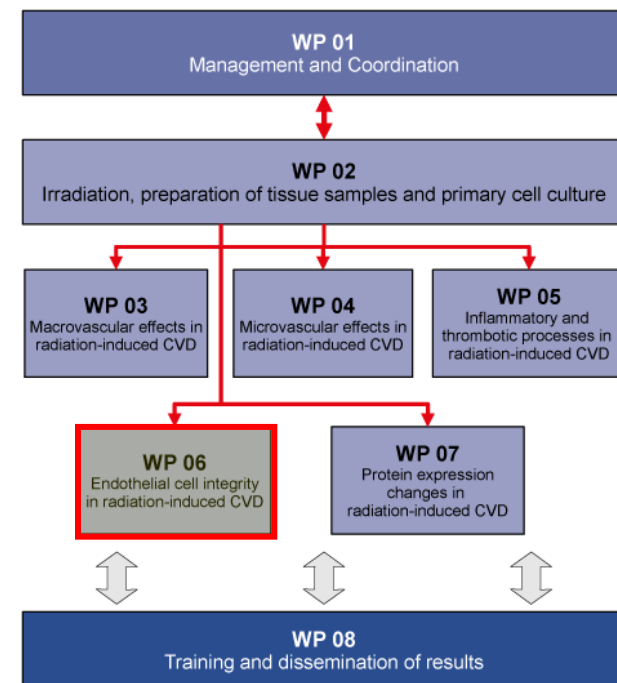 WP 01
Management and Coordination
WP 02
Irradiation, preparation of tissue samples and primary cell culture
WP 03
Macrovascular effects in
radiation-induced CVD
WP 04
Microvascular effects in
radiation-induced CVD
WP 05
Inflammatory and
thrombotic processes in
radiation-induced CVD
WP 06
Endothelial cell integrity
in radiation-induced CVD
WP 07
Protein expression
changes in
radiation-induced CVD
WP 08
Training and dissemination of results